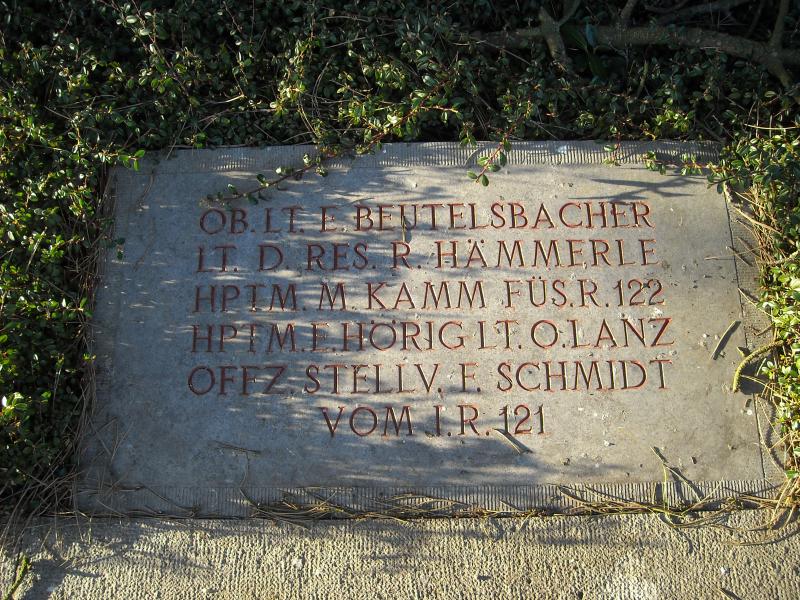 OB. LT. E. BEUTELSBACHER
LT. D. RES. R. HÄMMERLE
HPTM. M. KAMM FÜS.R.122
HPTM.E.HÖRIG LT. O. LANZ
OFFZ. STELLV. F. SCHMIDT
VOM J.R. 121